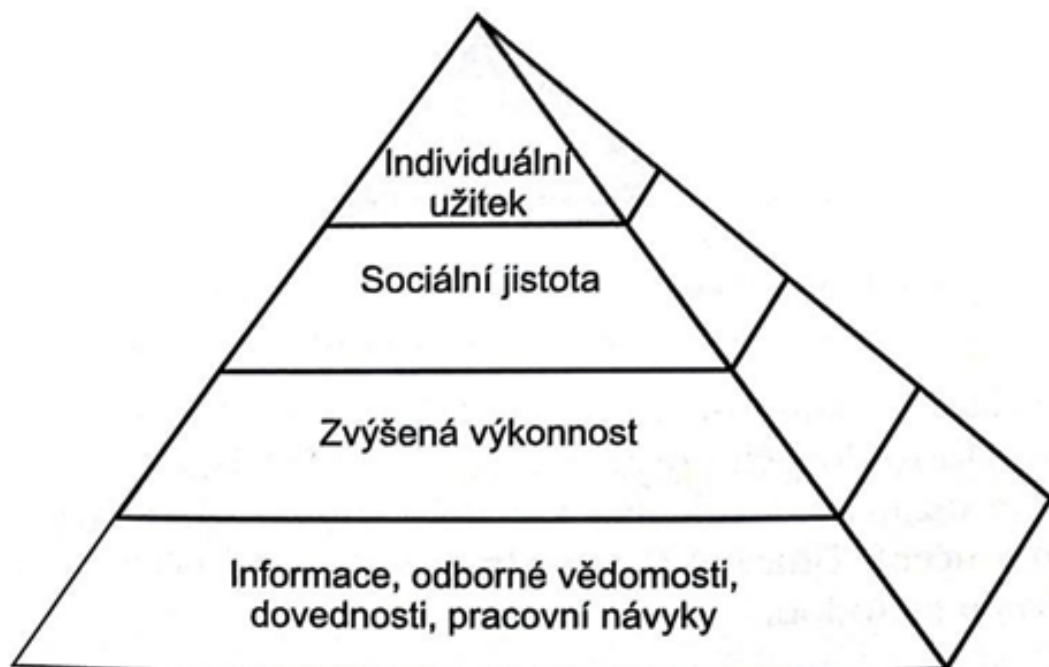 Individuální
užitek
Sociální jistota
Zvýšená výkonnost
Informace, odborné vědomosti,
dovednosti, pracovní návyky